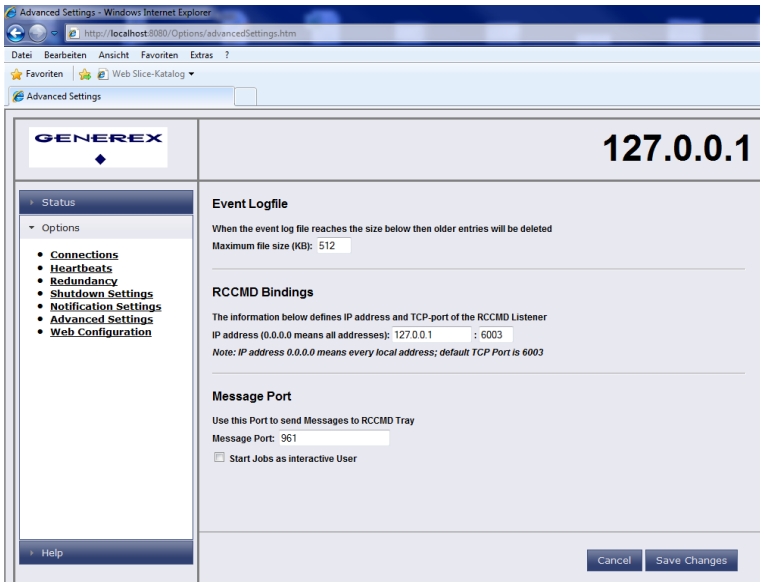 Advanced Settings - Windows Internet Explorer
http://localhost:8080/Options/advancedSettings.htm
Datei Bearbeiten Ansicht Favoriten Extras ?
Favoriten Web Slice-Katalog
Advanced Settings
GENEREX
127.0.0.1
Status
Options
Connections
Heartbeats
Redundancy
Shutdown Settings
Notification Settings
Advanced Settings
Web Configuration
Event Logfile
When the event log file reaches the size below then older entries will be deleted
Maximum file size (KB): 512
RCCMD Bindings
The information below defines IP address and TCP-port of the RCCMD Listener
IP address (0.0.0.0 means all addresses): 127.0.0.1 : 6003
Note: IP address 0.0.0.0 means every local address; default TCP Port is 6003
Message Port
Use this Port to send Messages to RCCMD Tray
Message Port: 961
Start Jobs as interactive User
Help
Cancel Save Changes